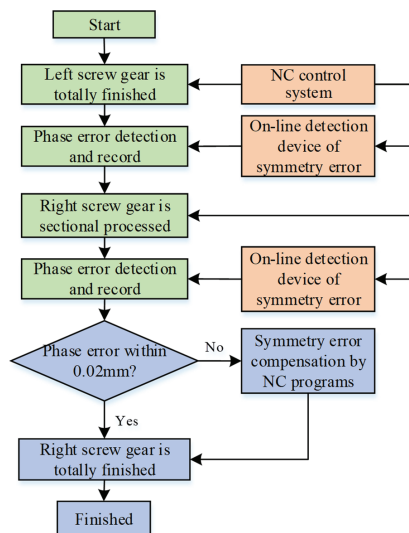 Start
Left screw gear is
totally finished
NC control
system
Phase error detection
and record
On-line detection
device of
symmetry error
Right screw gear is
sectional processed
Phase error detection
and record
On-line detection
device of
symmetry error
Phase error within
0.02mm?
No
Symmetry error
compensation by
NC programs
Yes
Right screw gear is
totally finished
Finished